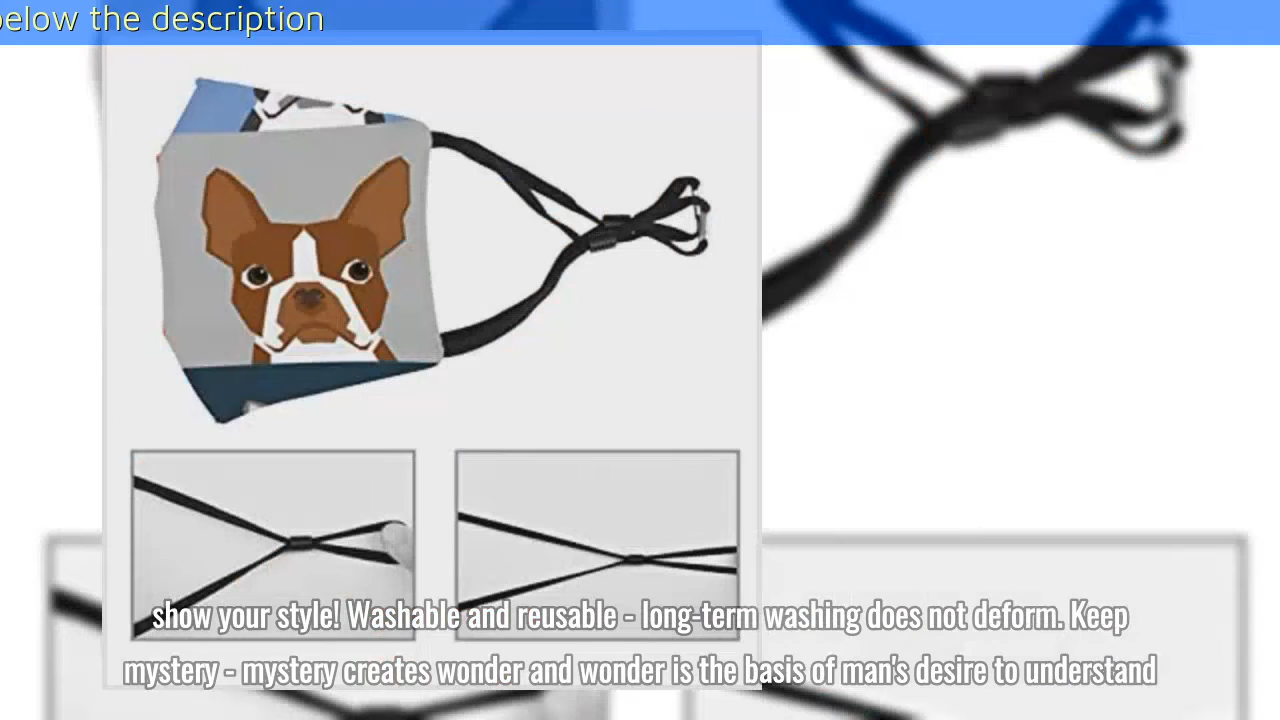 below the description
show your style! Washable and reusable - long-term washing does not deform. Keep
mystery - mystery creates wonder and wonder is the basis of man's desire to understand